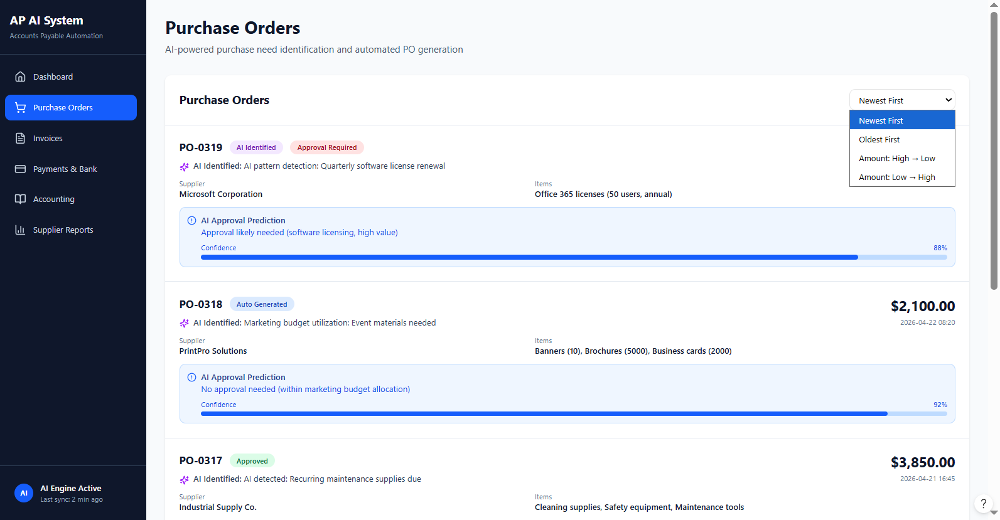 AP AI System
Accounts Payable Automation
Dashboard
Purchase Orders
Invoices
Payments & Bank
Accounting
Supplier Reports
AI
AI Engine Active
Last sync: 2 min ago
Purchase Orders
AI-powered purchase need identification and automated PO generation
Purchase Orders
Newest First
Newest First
Oldest First
Amount: High → Low
Amount: Low → High
PO-0319 AI Identified Approval Required
AI Identified: AI pattern detection: Quarterly software license renewal
Supplier Items
Microsoft Corporation Office 365 licenses (50 users, annual)
AI Approval Prediction
Approval likely needed (software licensing, high value)
Confidence 88%
PO-0318 Auto Generated $2,100.00
AI Identified: Marketing budget utilization: Event materials needed 2026-04-22 08:20
Supplier Items
PrintPro Solutions Banners (10), Brochures (5000), Business cards (2000)
AI Approval Prediction
No approval needed (within marketing budget allocation)
Confidence 92%
PO-0317 Approved $3,850.00
AI Identified: AI detected: Recurring maintenance supplies due 2026-04-21 16:45
Supplier Items
Industrial Supply Co. Cleaning supplies, Safety equipment, Maintenance tools
?